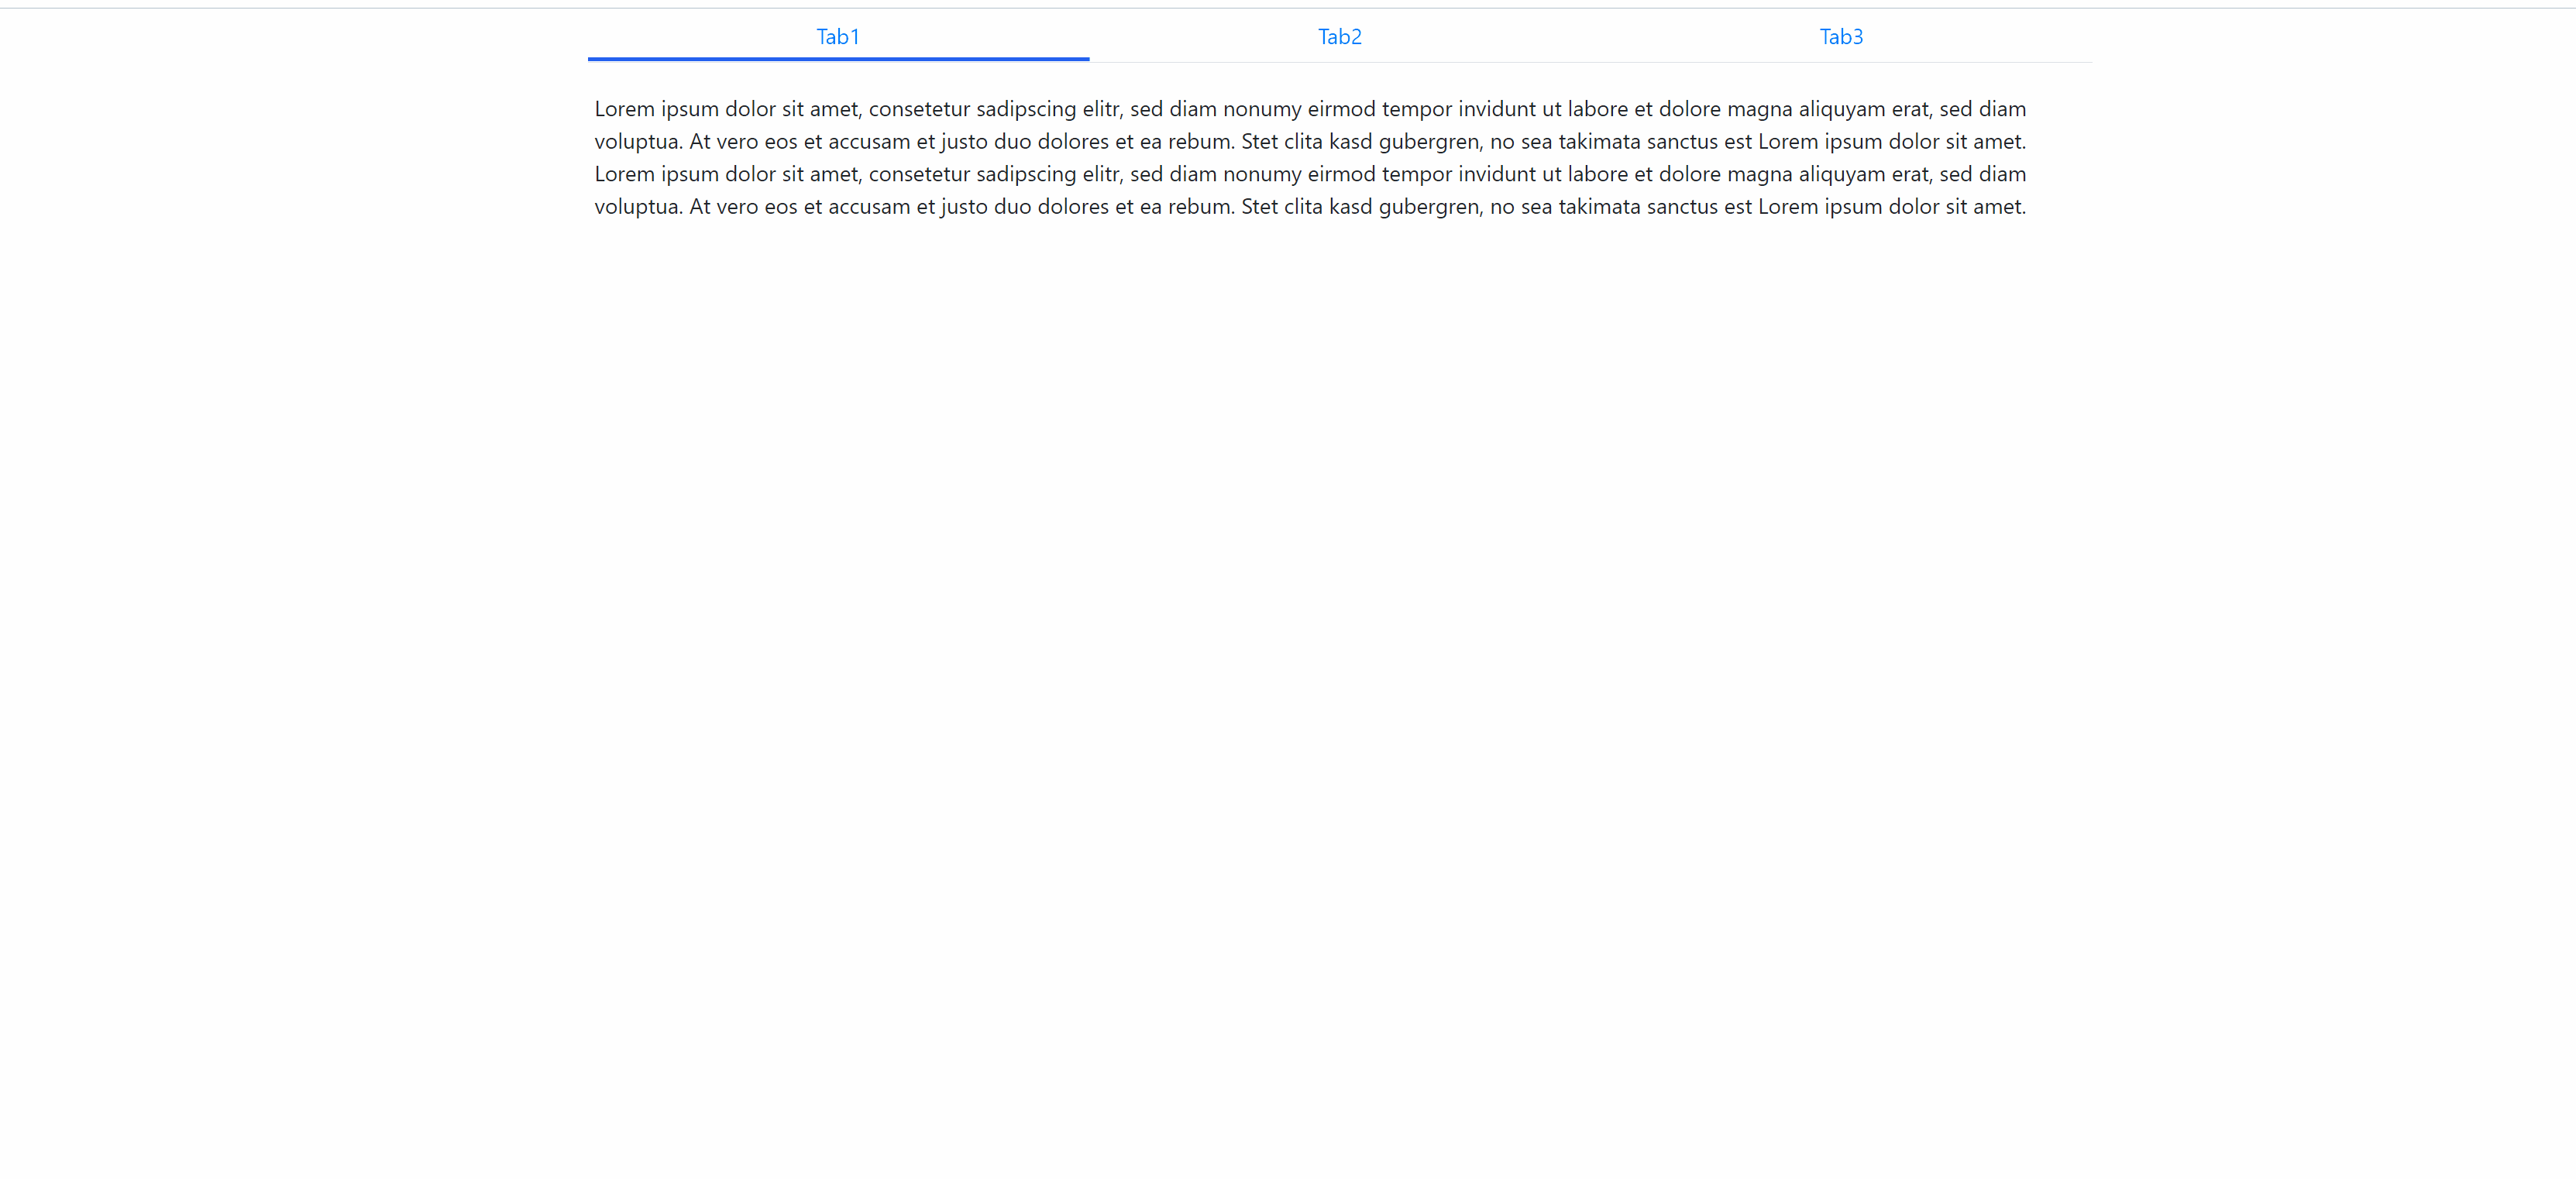 Tab1 Tab2 Tab3
Lorem ipsum dolor sit amet, consetetur sadipscing elitr, sed diam nonumy eirmod tempor invidunt ut labore et dolore magna aliquyam erat, sed diam
voluptua. At vero eos et accusam et justo duo dolores et ea rebum. Stet clita kasd gubergren, no sea takimata sanctus est Lorem ipsum dolor sit amet.
Lorem ipsum dolor sit amet, consetetur sadipscing elitr, sed diam nonumy eirmod tempor invidunt ut labore et dolore magna aliquyam erat, sed diam
voluptua. At vero eos et accusam et justo duo dolores et ea rebum. Stet clita kasd gubergren, no sea takimata sanctus est Lorem ipsum dolor sit amet.